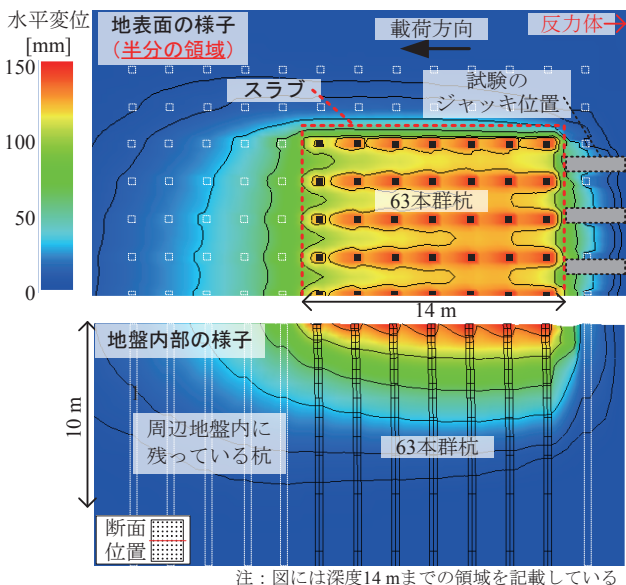 水平変位
[mm]
150
100
50
0
地表面の様子
(半分の領域)
載荷方向
反力体
スラブ
試験の
ジャッキ位置
63本群杭
14 m
地盤内部の様子
10 m
周辺地盤内に
残っている杭
63本群杭
断面
位置
注：図には深度14 mまでの領域を記載している